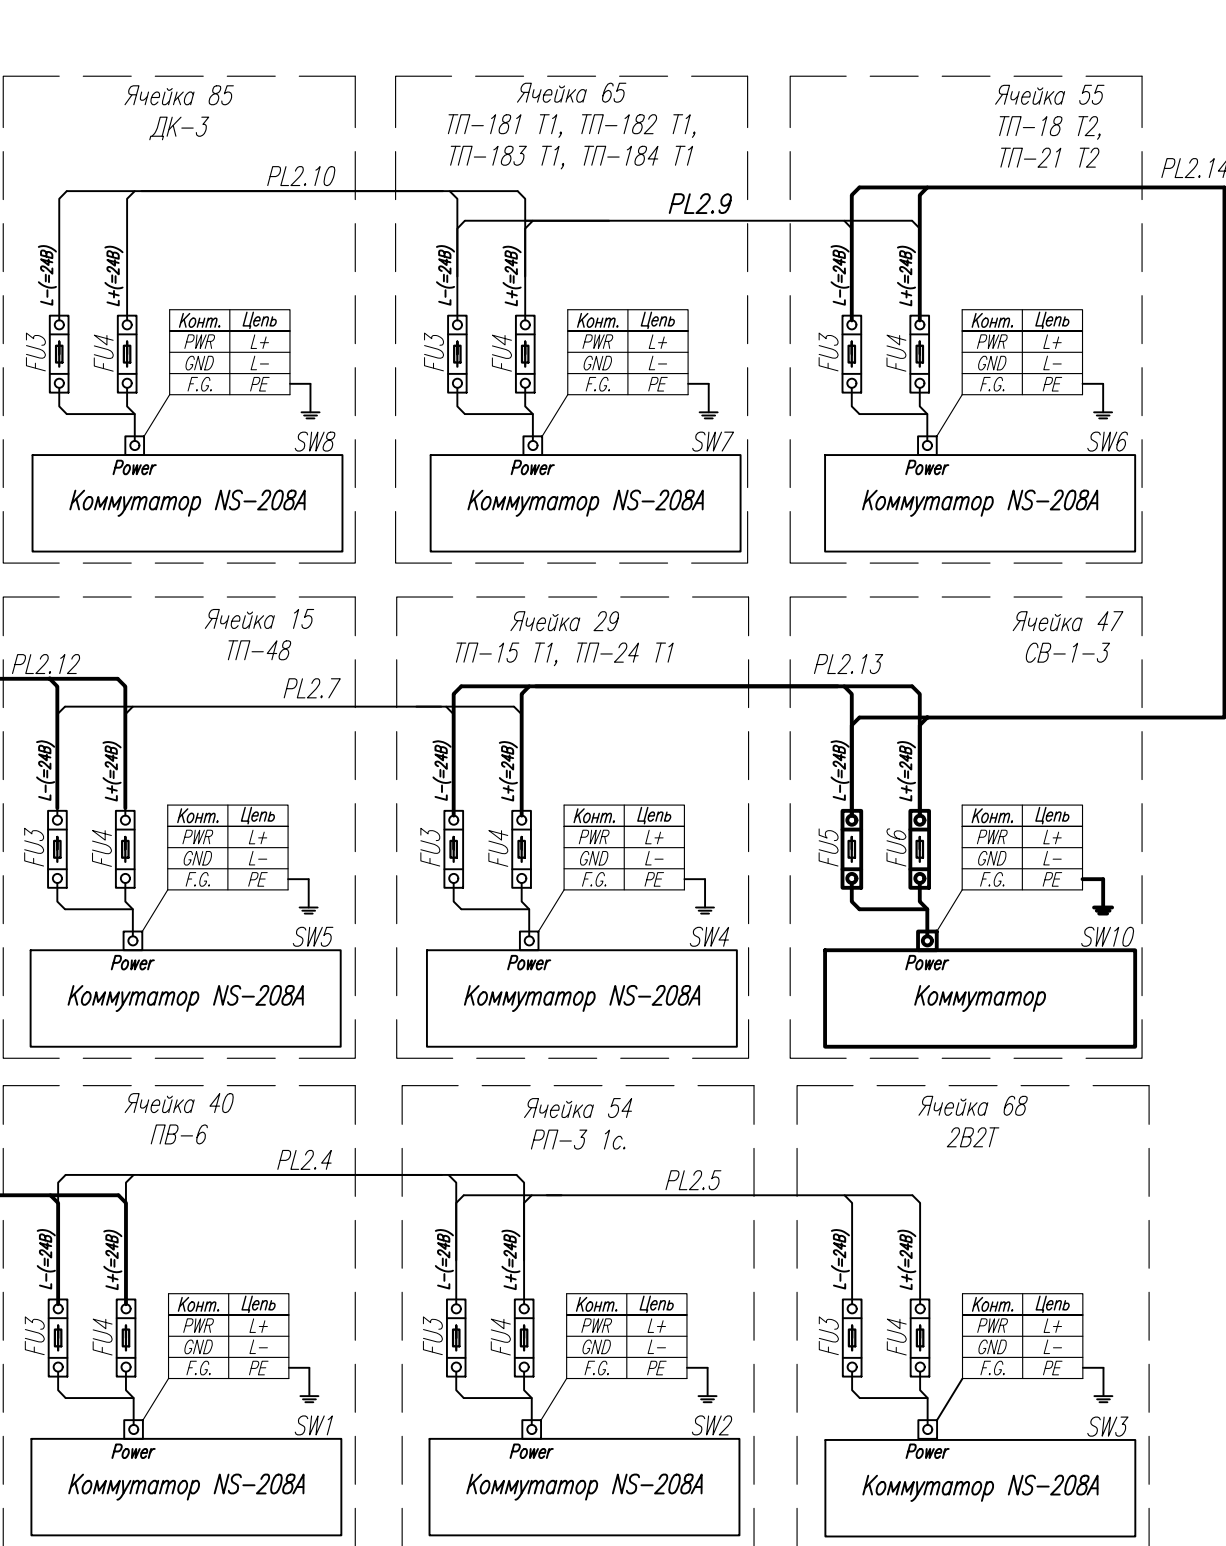 Ячейка 85
ДК-3
PL2.10
L-(=24В)
L+(=24В)
FU3
FU4
Конт. Цепь
PWR L+
GND L-
F.G. PE
SW8
Power
Коммутатор NS-208A
Ячейка 65
ТП-181 Т1, ТП-182 Т1,
ТП-183 Т1, ТП-184 Т1
PL2.9
L-(=24В)
L+(=24В)
FU3
FU4
Конт. Цепь
PWR L+
GND L-
F.G. PE
SW7
Power
Коммутатор NS-208A
Ячейка 55
ТП-18 Т2,
ТП-21 Т2
PL2.14
L-(=24В)
L+(=24В)
FU3
FU4
Конт. Цепь
PWR L+
GND L-
F.G. PE
SW6
Power
Коммутатор NS-208A
Ячейка 15
ТП-48
PL2.12
PL2.7
L-(=24В)
L+(=24В)
FU3
FU4
Конт. Цепь
PWR L+
GND L-
F.G. PE
SW5
Power
Коммутатор NS-208A
Ячейка 29
ТП-15 Т1, ТП-24 Т1
L-(=24В)
L+(=24В)
FU3
FU4
Конт. Цепь
PWR L+
GND L-
F.G. PE
SW4
Power
Коммутатор NS-208A
Ячейка 47
СВ-1-3
PL2.13
L-(=24В)
L+(=24В)
FU5
FU6
Конт. Цепь
PWR L+
GND L-
F.G. PE
SW10
Power
Коммутатор
Ячейка 40
ПВ-6
PL2.4
L-(=24В)
L+(=24В)
FU3
FU4
Конт. Цепь
PWR L+
GND L-
F.G. PE
SW1
Power
Коммутатор NS-208A
Ячейка 54
РП-3 1с.
PL2.5
L-(=24В)
L+(=24В)
FU3
FU4
Конт. Цепь
PWR L+
GND L-
F.G. PE
SW2
Power
Коммутатор NS-208A
Ячейка 68
2В2Т
L-(=24В)
L+(=24В)
FU3
FU4
Конт. Цепь
PWR L+
GND L-
F.G. PE
SW3
Power
Коммутатор NS-208A